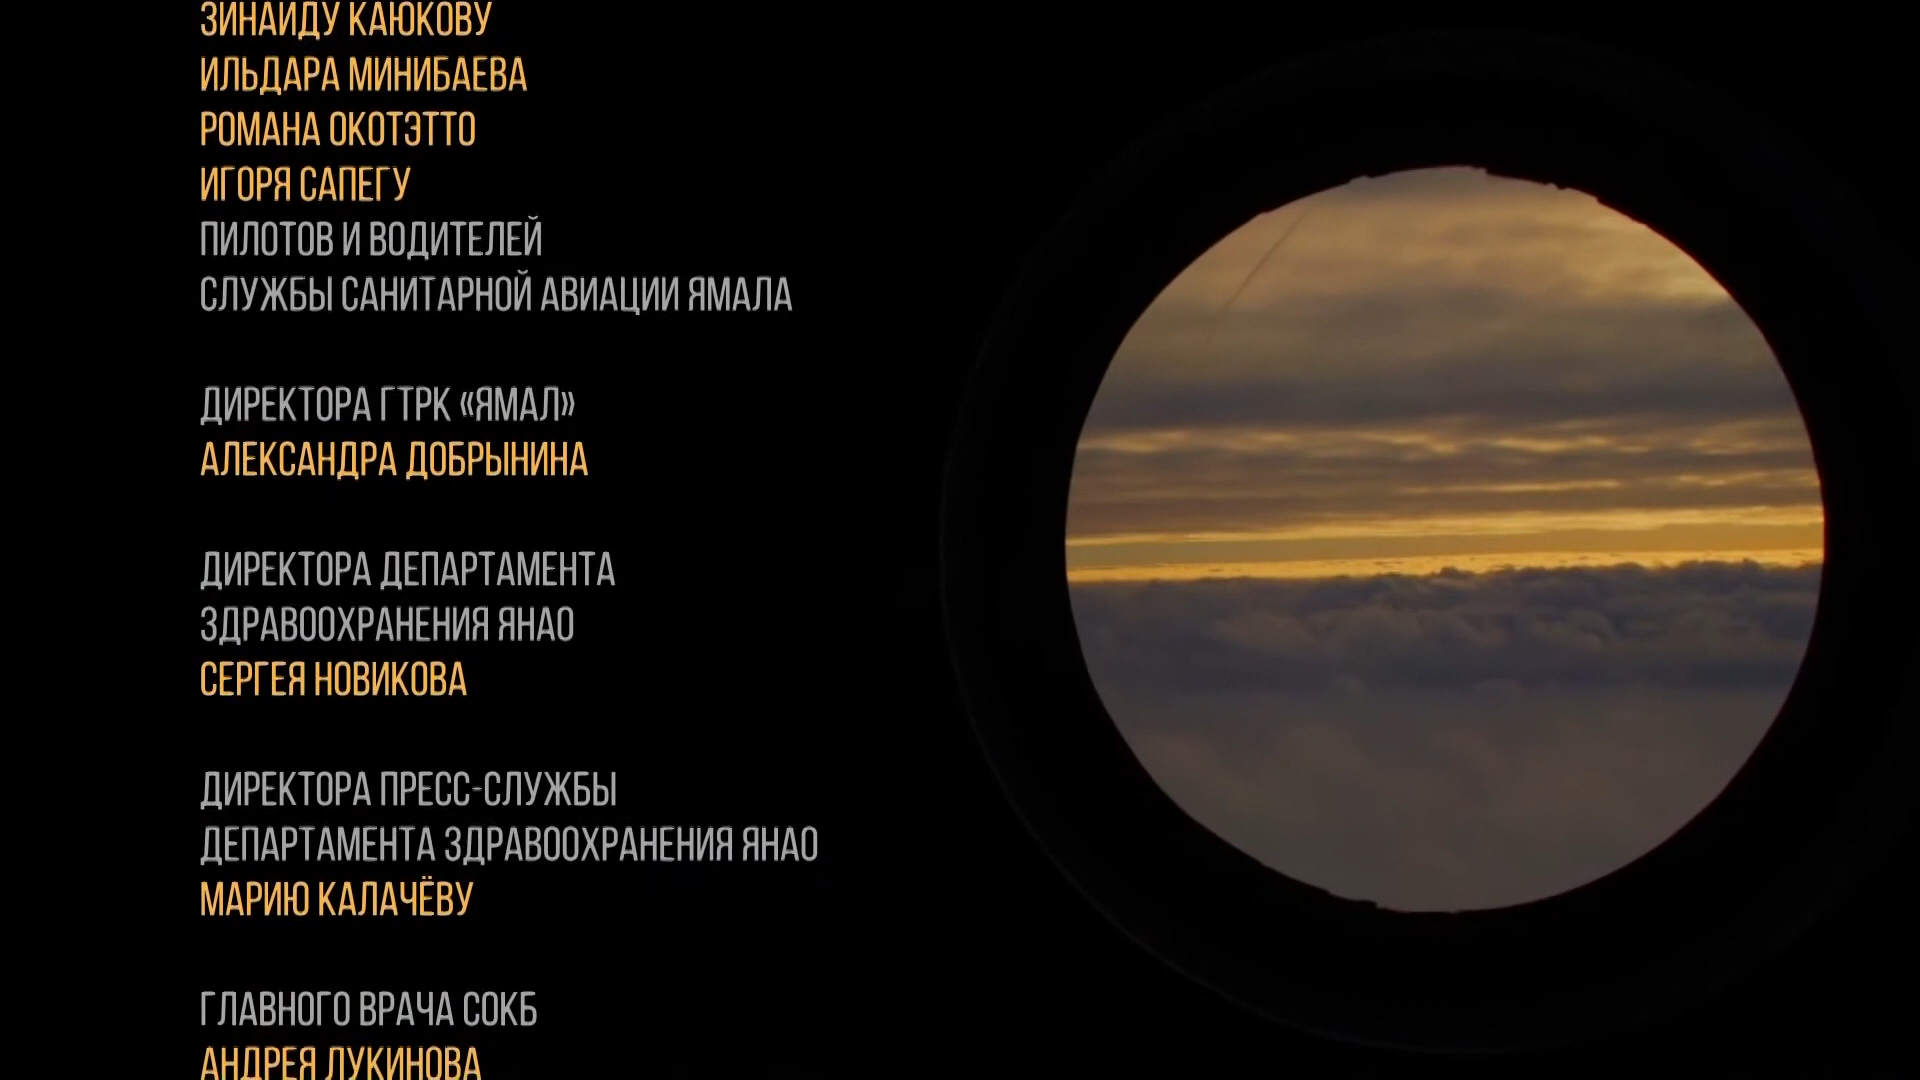 ЗИНАИДУ КАЮКОВУ
ИЛЬДАРА МИНИБАЕВА
РОМАНА ОКОТЭТТО
ИГОРЯ САПЕГУ
ПИЛОТОВ И ВОДИТЕЛЕЙ
СЛУЖБЫ САНИТАРНОЙ АВИАЦИИ ЯМАЛА
ДИРЕКТОРА ГТРК «ЯМАЛ»
АЛЕКСАНДРА ДОБРЫНИНА
ДИРЕКТОРА ДЕПАРТАМЕНТА
ЗДРАВООХРАНЕНИЯ ЯНАО
СЕРГЕЯ НОВИКОВА
ДИРЕКТОРА ПРЕСС-СЛУЖБЫ
ДЕПАРТАМЕНТА ЗДРАВООХРАНЕНИЯ ЯНАО
МАРИЮ КАЛАЧЁВУ
ГЛАВНОГО ВРАЧА СОКБ
АНДРЕЯ ЛУКИНОВА